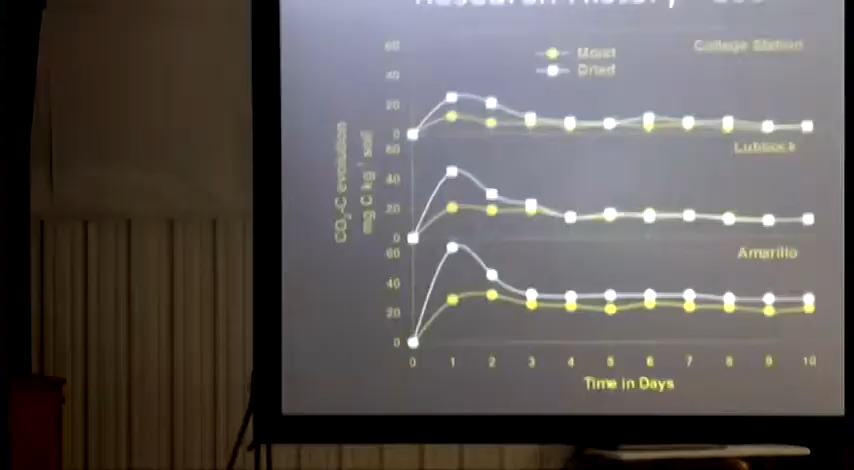 Research History
60
Moist
College Station
40
Dried
20
0
60
Lubbock
40
20
0
60
Amarillo
40
20
0
CO₂-C evolution
mg C kg⁻¹ soil
0 1 2 3 4 5 6 7 8 9 10
Time in Days